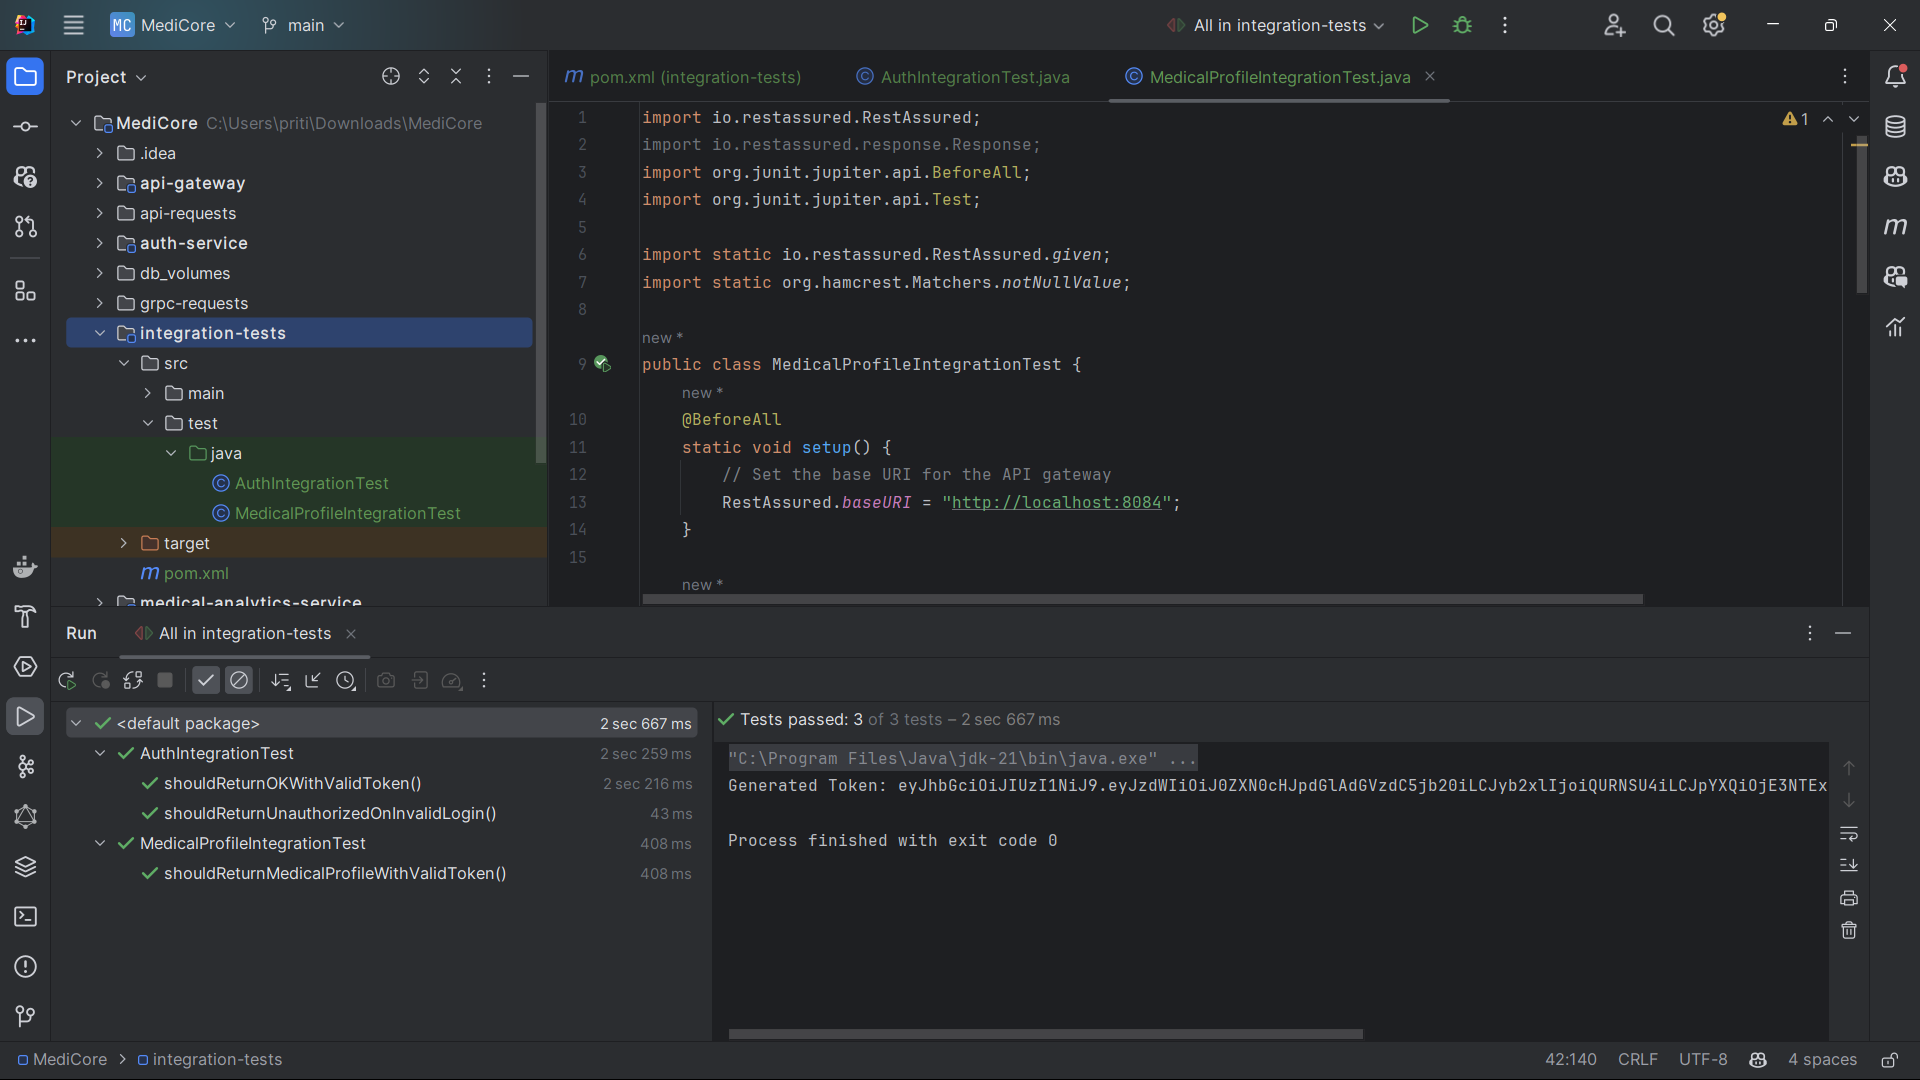 MC MediCore main All in integration-tests
Project
MediCore C:\Users\priti\Downloads\MediCore
.idea
api-gateway
api-requests
auth-service
db_volumes
grpc-requests
integration-tests
src
main
test
java
AuthIntegrationTest
MedicalProfileIntegrationTest
target
m pom.xml
medical-analytics-service
m pom.xml (integration-tests) AuthIntegrationTest.java MedicalProfileIntegrationTest.java
1 import io.restassured.RestAssured;
2 import io.restassured.response.Response;
3 import org.junit.jupiter.api.BeforeAll;
4 import org.junit.jupiter.api.Test;
5
6 import static io.restassured.RestAssured.given;
7 import static org.hamcrest.Matchers.notNullValue;
8
new *
9 public class MedicalProfileIntegrationTest {
new *
10 @BeforeAll
11 static void setup() {
12 // Set the base URI for the API gateway
13 RestAssured.baseURI = "http://localhost:8084";
14 }
15
new *
1
Run All in integration-tests
<default package> 2 sec 667 ms
AuthIntegrationTest 2 sec 259 ms
shouldReturnOKWithValidToken() 2 sec 216 ms
shouldReturnUnauthorizedOnInvalidLogin() 43 ms
MedicalProfileIntegrationTest 408 ms
shouldReturnMedicalProfileWithValidToken() 408 ms
Tests passed: 3 of 3 tests – 2 sec 667 ms
"C:\Program Files\Java\jdk-21\bin\java.exe" ...
Generated Token: eyJhbGciOiJIUzI1NiJ9.eyJzdWIiOiJ0ZXN0cHJpdGlAdGVzdC5jb20iLCJyb2xlIjoiQURNSU4iLCJpYXQiOjE3NTEx
Process finished with exit code 0
MediCore > integration-tests 42:140 CRLF UTF-8 4 spaces